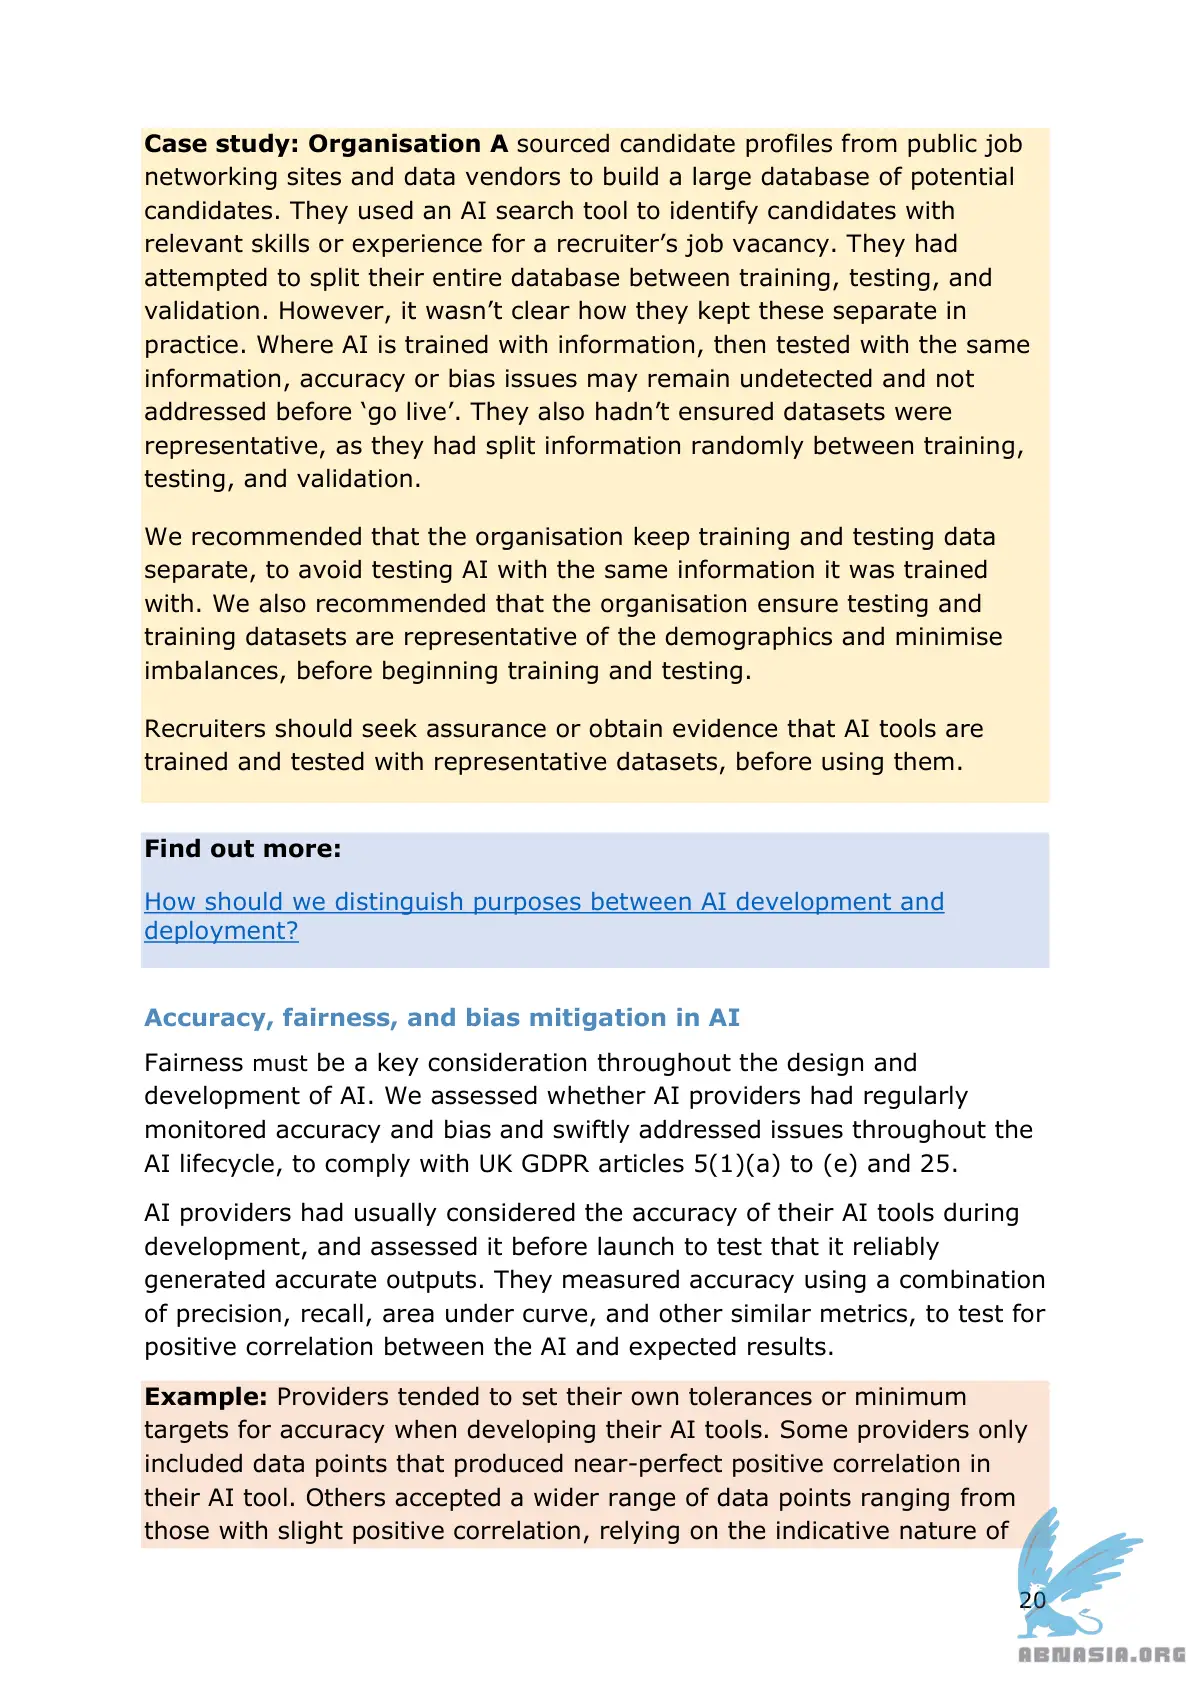 Case study: Organisation A sourced candidate profiles from public job
networking sites and data vendors to build a large database of potential
candidates. They used an AI search tool to identify candidates with
relevant skills or experience for a recruiter’s job vacancy. They had
attempted to split their entire database between training, testing, and
validation. However, it wasn’t clear how they kept these separate in
practice. Where AI is trained with information, then tested with the same
information, accuracy or bias issues may remain undetected and not
addressed before ‘go live’. They also hadn’t ensured datasets were
representative, as they had split information randomly between training,
testing, and validation.
We recommended that the organisation keep training and testing data
separate, to avoid testing AI with the same information it was trained
with. We also recommended that the organisation ensure testing and
training datasets are representative of the demographics and minimise
imbalances, before beginning training and testing.
Recruiters should seek assurance or obtain evidence that AI tools are
trained and tested with representative datasets, before using them.
Find out more:
How should we distinguish purposes between AI development and
deployment?
Accuracy, fairness, and bias mitigation in AI
Fairness must be a key consideration throughout the design and
development of AI. We assessed whether AI providers had regularly
monitored accuracy and bias and swiftly addressed issues throughout the
AI lifecycle, to comply with UK GDPR articles 5(1)(a) to (e) and 25.
AI providers had usually considered the accuracy of their AI tools during
development, and assessed it before launch to test that it reliably
generated accurate outputs. They measured accuracy using a combination
of precision, recall, area under curve, and other similar metrics, to test for
positive correlation between the AI and expected results.
Example: Providers tended to set their own tolerances or minimum
targets for accuracy when developing their AI tools. Some providers only
included data points that produced near-perfect positive correlation in
their AI tool. Others accepted a wider range of data points ranging from
those with slight positive correlation, relying on the indicative nature of
20
ABNASIA.ORG